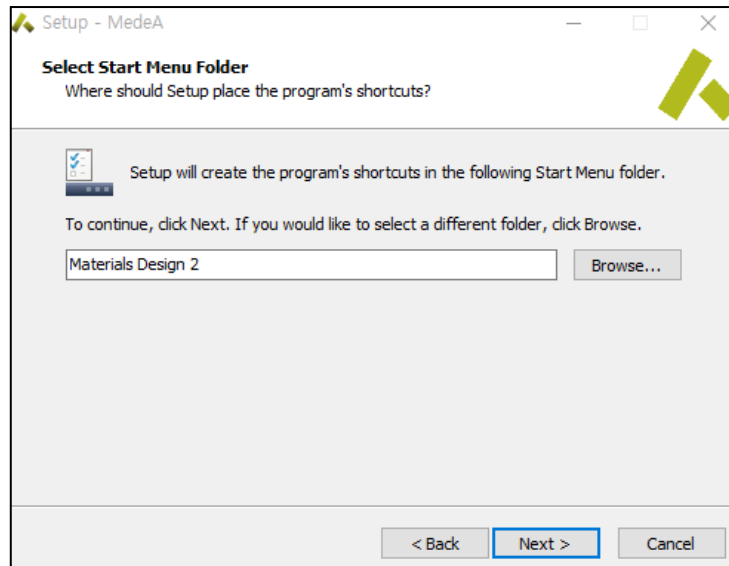 Setup - MedeA
Select Start Menu Folder
Where should Setup place the program's shortcuts?
Setup will create the program's shortcuts in the following Start Menu folder.
To continue, click Next. If you would like to select a different folder, click Browse.
Materials Design 2
Browse...
< Back
Next >
Cancel